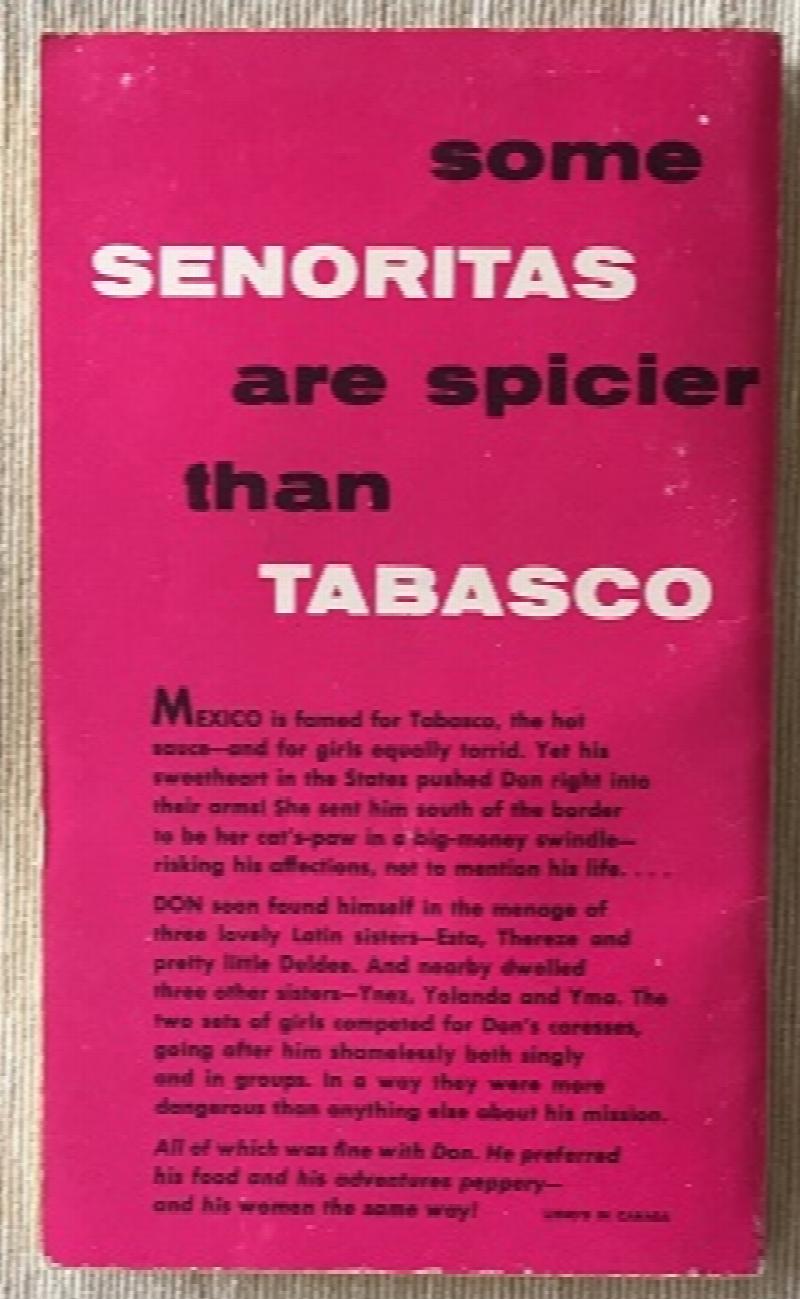 some
SENORITAS
are spicier
than
TABASCO
MEXICO is famed for Tabasco, the hot
sauce—and for girls equally torrid. Yet his
sweetheart in the States pushed Don right into
their arms! She sent him south of the border
to be her cat's-paw in a big-money swindle—
risking his affections, not to mention his life. . . .
DON soon found himself in the menage of
three lovely Latin sisters—Esta, Thereze and
pretty little Duldee. And nearby dwelled
three other sisters—Ynez, Yolanda and Yma. The
two sets of girls competed for Don's caresses,
going after him shamelessly both singly
and in groups. In a way they were more
dangerous than anything else about his mission.
All of which was fine with Don. He preferred
his food and his adventures peppery—
and his women the same way!
IN CANADA